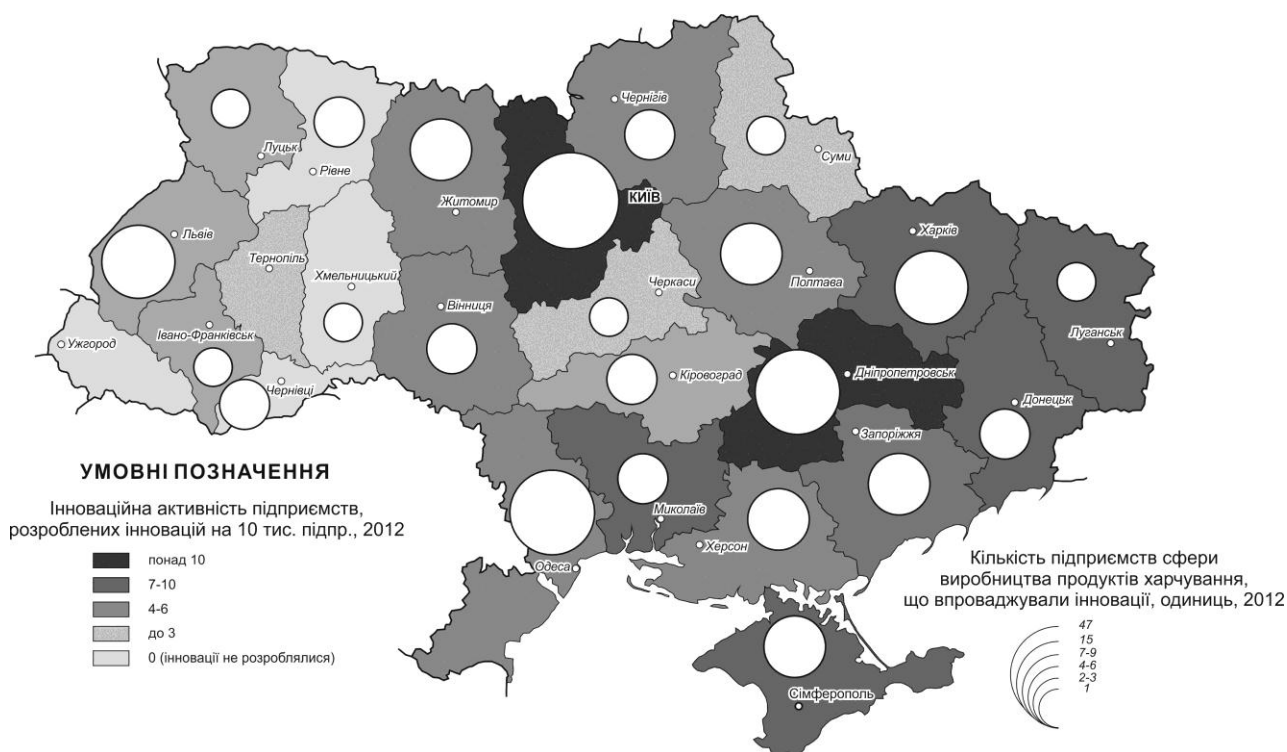 Чернігів
Луцьк
Суми
Рівне
КИЇВ
Житомир
Львів
Харків
Тернопіль
Хмельницький
Черкаси
Полтава
Вінниця
Луганськ
Івано-Франківськ
Ужгород
Чернівці
Кіровоград
Дніпропетровськ
Донецьк
Запоріжжя
Миколаїв
Херсон
Одеса
Сімферополь
УМОВНІ ПОЗНАЧЕННЯ
Інноваційна активність підприємств,
розроблених інновацій на 10 тис. підпр., 2012
понад 10
7-10
4-6
до 3
0 (інновації не розроблялися)
Кількість підприємств сфери
виробництва продуктів харчування,
що впроваджували інновації, одиниць, 2012
47
15
7-9
4-6
2-3
1